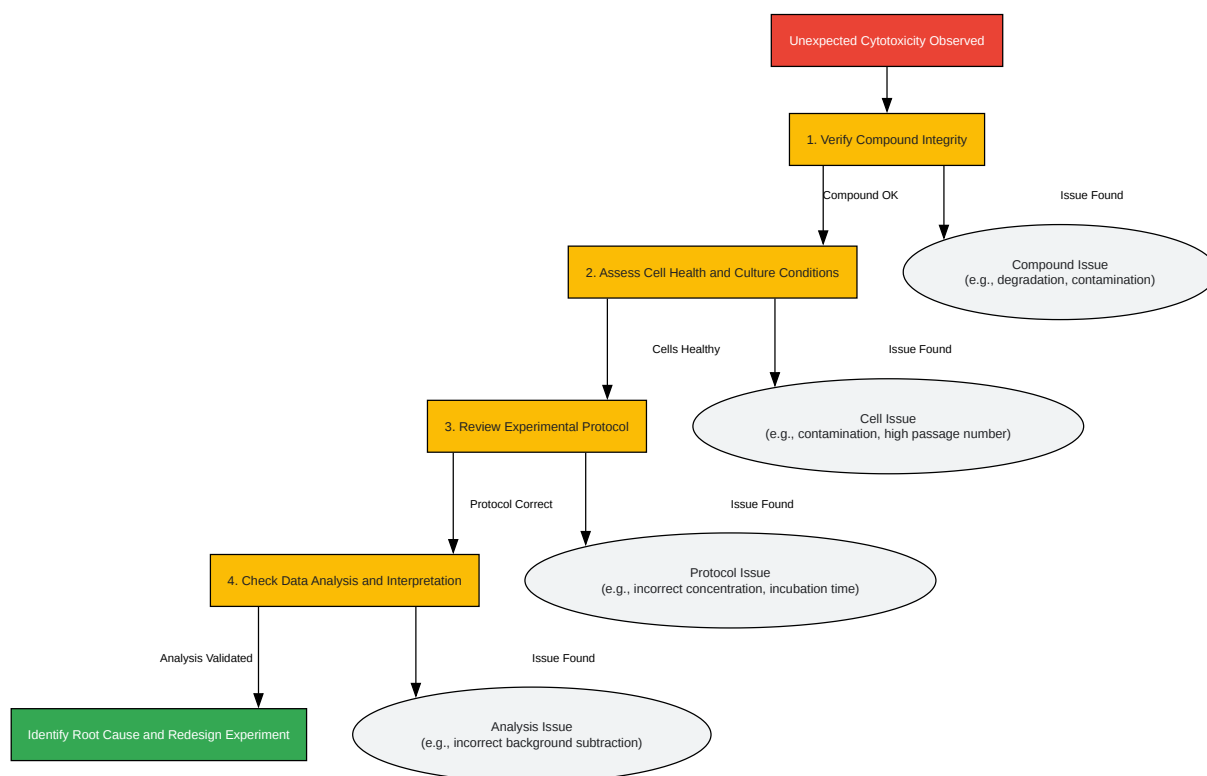 Unexpected Cytotoxicity Observed
1. Verify Compound Integrity
Compound OK
Issue Found
Compound Issue
(e.g., degradation, contamination)
2. Assess Cell Health and Culture Conditions
Cells Healthy
Issue Found
Cell Issue
(e.g., contamination, high passage number)
3. Review Experimental Protocol
Protocol Correct
Issue Found
Protocol Issue
(e.g., incorrect concentration, incubation time)
4. Check Data Analysis and Interpretation
Analysis Validated
Issue Found
Analysis Issue
(e.g., incorrect background subtraction)
Identify Root Cause and Redesign Experiment